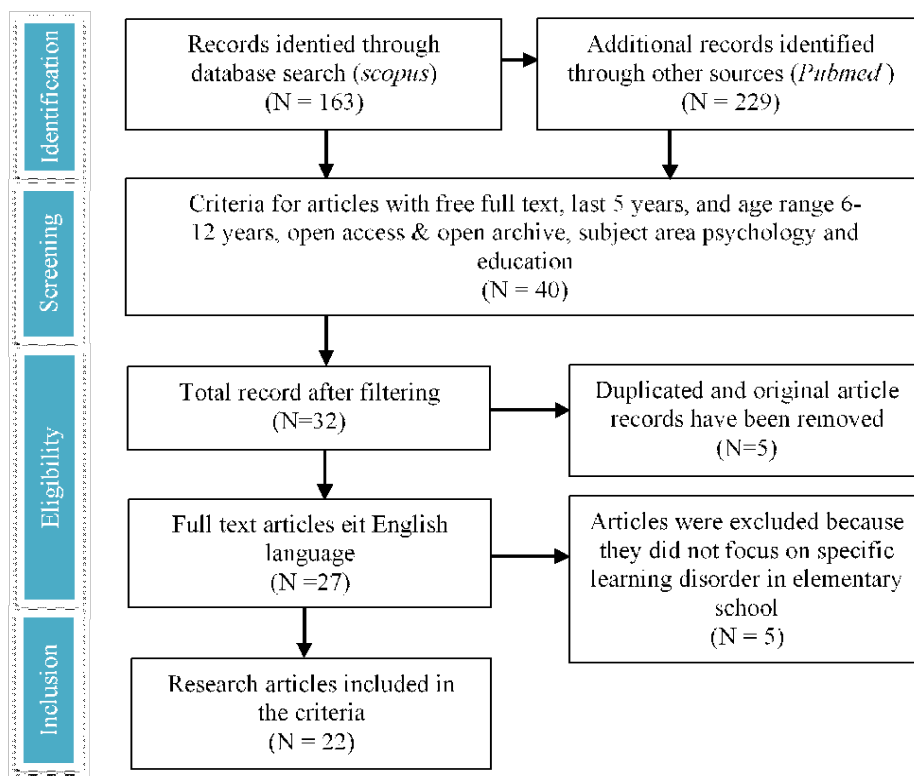 Identification
Records identied through
database search (scopus)
(N = 163)
Additional records identified
through other sources (Pubmed )
(N = 229)
Screening
Criteria for articles with free full text, last 5 years, and age range 6-
12 years, open access & open archive, subject area psychology and
education
(N = 40)
Eligibility
Total record after filtering
(N=32)
Duplicated and original article
records have been removed
(N=5)
Full text articles eit English
language
(N =27)
Articles were excluded because
they did not focus on specific
learning disorder in elementary
school
(N = 5)
Inclusion
Research articles included in
the criteria
(N = 22)